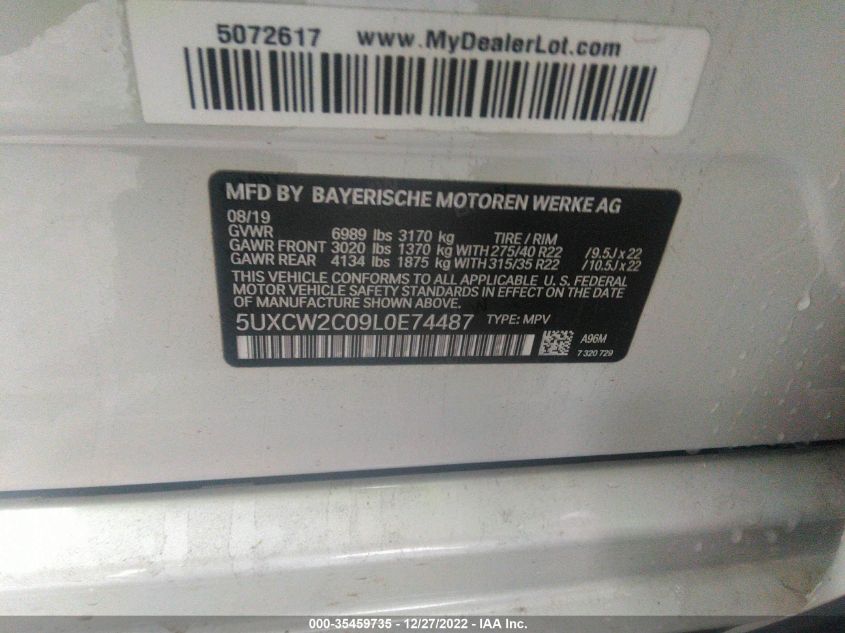 5072617 www.MyDealerLot.com
MFD BY BAYERISCHE MOTOREN WERKE AG
08/19
GVWR 6989 lbs 3170 kg TIRE / RIM
GAWR FRONT 3020 lbs 1370 kg WITH 275/40 R22 /9.5J x 22
GAWR REAR 4134 lbs 1875 kg WITH 315/35 R22 /10.5J x 22
THIS VEHICLE CONFORMS TO ALL APPLICABLE U. S. FEDERAL
MOTOR VEHICLE SAFETY STANDARDS IN EFFECT ON THE DATE
OF MANUFACTURE SHOWN ABOVE.
5UXCW2C09L0E74487 TYPE: MPV
A96M
7 320 729
000-35459735 - 12/27/2022 - IAA Inc.